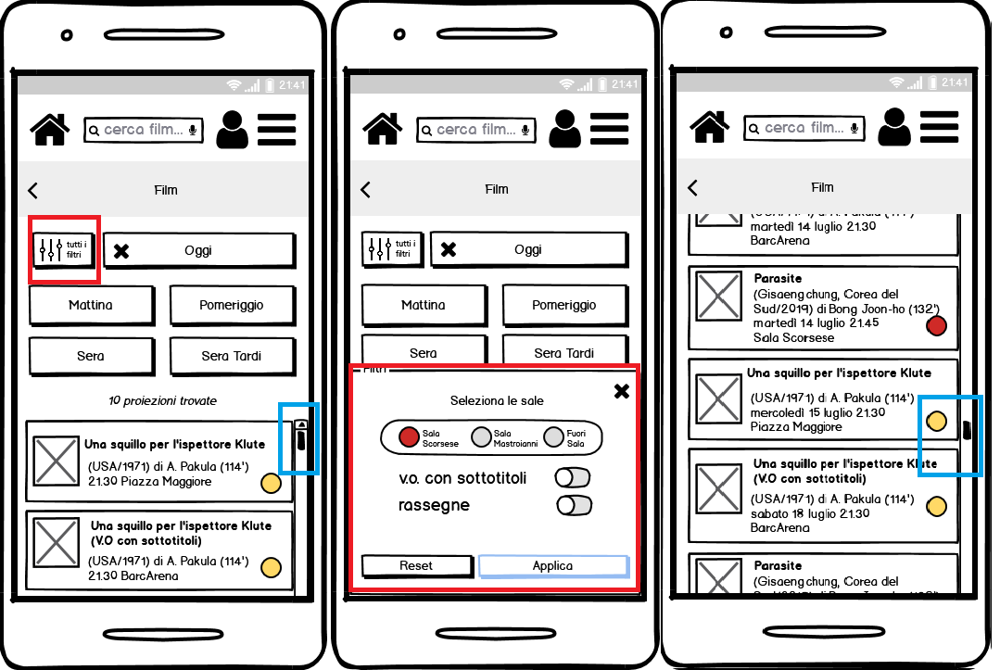 21:41
cerca film...
Film
tutti i
filtri
Oggi
Mattina
Pomeriggio
Sera
Sera Tardi
10 proiezioni trovate
Una squillo per l'ispettore Klute
(USA/1971) di A. Pakula (114')
21.30 Piazza Maggiore
Una squillo per l'ispettore Klute
(V.O con sottotitoli)
(USA/1971) di A. Pakula (114')
21.30 BarcArena
21:41
cerca film...
Film
tutti i
filtri
Oggi
Mattina
Pomeriggio
Sera
Sera Tardi
Filtri
Seleziona le sale
Sala
Scorsese
Sala
Mastroianni
Fuori
Sala
v.o. con sottotitoli
rassegne
Reset
Applica
21:41
cerca film...
Film
(USA/1971) di A. Pakula (114')
martedì 14 luglio 21.30
BarcArena
Parasite
(Gisaengchung, Corea del
Sud/2019) di Bong Joon-ho (132')
martedì 14 luglio 21.45
Sala Scorsese
Una squillo per l'ispettore Klute
(USA/1971) di A. Pakula (114')
mercoledì 15 luglio 21.30
Piazza Maggiore
Una squillo per l'ispettore Klute
(V.O con sottotitoli)
(USA/1971) di A. Pakula (114')
sabato 18 luglio 21.30
BarcArena
Parasite
(Gisaengchung, Corea del